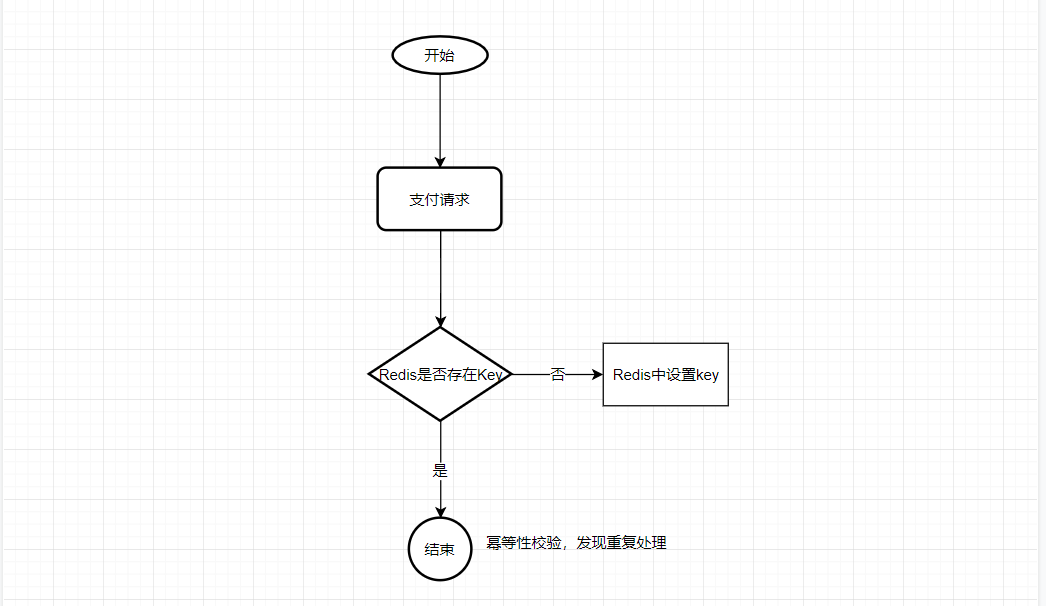 开始
支付请求
Redis是否存在Key
否
Redis中设置key
是
结束
幂等性校验，发现重复处理